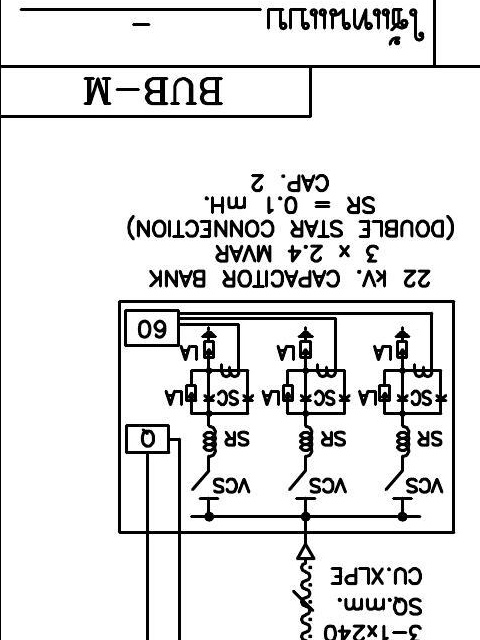 3-1x240
SQ.mm.
CU.XLPE
VCS VCS VCS
SR SR SR Q
SC LA SC LA SC LA
LA LA LA
60
22 kV. CAPACITOR BANK
3 x 2.4 MVAR
(DOUBLE STAR CONNECTION)
SR = 0.1 mH.
CAP. 2
BUB-M
ใช้แทนแบบ -